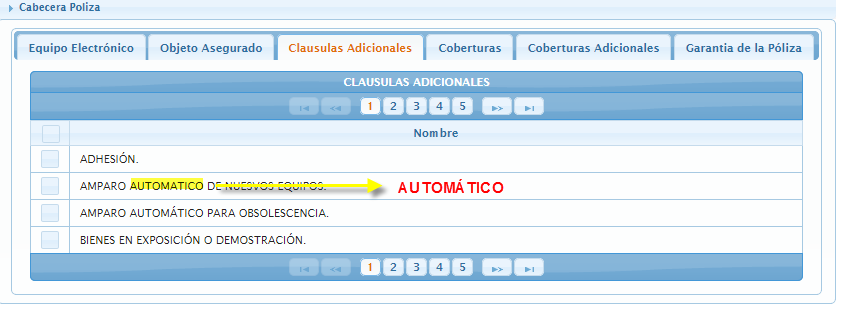 Cabecera Poliza
Equipo Electrónico Objeto Asegurado Clausulas Adicionales Coberturas Coberturas Adicionales Garantia de la Póliza
CLAUSULAS ADICIONALES
1 2 3 4 5
Nombre
ADHESIÓN.
AMPARO AUTOMATICO DE NUESVOS EQUIPOS. AUTOMÁTICO
AMPARO AUTOMÁTICO PARA OBSOLESCENCIA.
BIENES EN EXPOSICIÓN O DEMOSTRACIÓN.
1 2 3 4 5